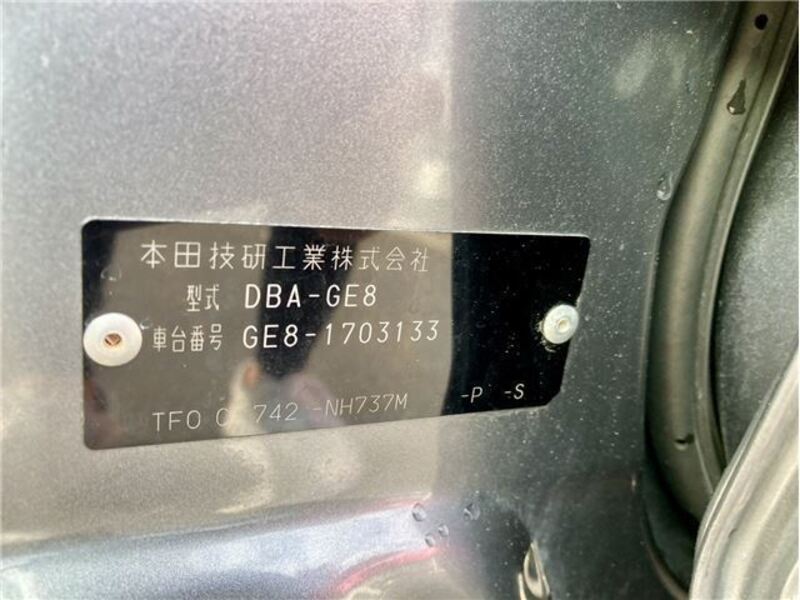 本田技研工業株式会社
型式 DBA-GE8
車台番号 GE8-1703133
TF0 742 -NH737M -P -S